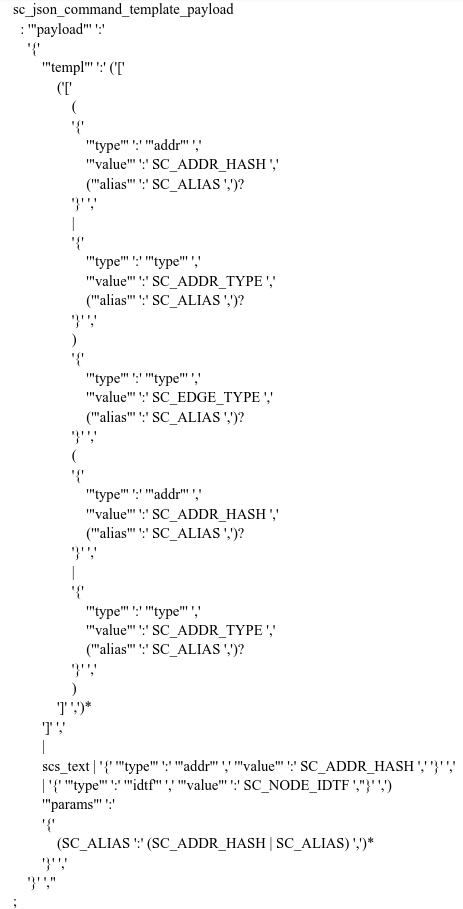 sc_json_command_template_payload
: '"payload"' ':'
'{'
'"templ"' ':' ('['
('['
(
'{'
'"type"' ':' '"addr"' ','
'"value"' ':' SC_ADDR_HASH ','
('"alias"' ':' SC_ALIAS ',')?
'}' ','
|
'{'
'"type"' ':' '"type"' ','
'"value"' ':' SC_ADDR_TYPE ','
('"alias"' ':' SC_ALIAS ',')?
'}' ','
)
'{'
'"type"' ':' '"type"' ','
'"value"' ':' SC_EDGE_TYPE ','
('"alias"' ':' SC_ALIAS ',')?
'}' ','
(
'{'
'"type"' ':' '"addr"' ','
'"value"' ':' SC_ADDR_HASH ','
('"alias"' ':' SC_ALIAS ',')?
'}' ','
|
'{'
'"type"' ':' '"type"' ','
'"value"' ':' SC_ADDR_TYPE ','
('"alias"' ':' SC_ALIAS ',')?
'}' ','
)
']' ',')*
']' ','
|
scs_text | '{' '"type"' ':' '"addr"' ',' '"value"' ':' SC_ADDR_HASH ',' '}' ','
| '{' '"type"' ':' '"idtf"' ',' '"value"' ':' SC_NODE_IDTF ',''}' ',')
'"params"' ':'
'{'
(SC_ALIAS ':' (SC_ADDR_HASH | SC_ALIAS) ',')*
'}' ','
'}' ',''
;